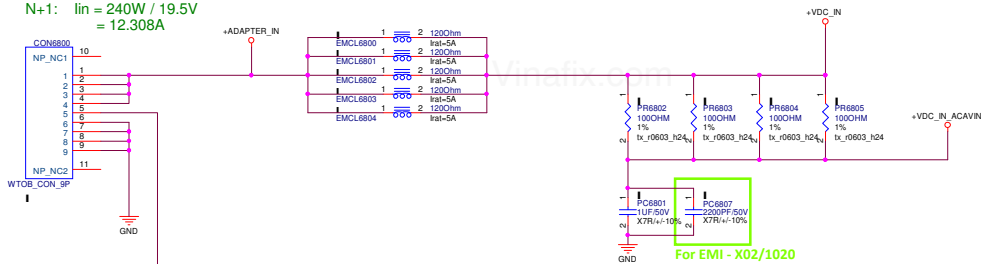 N+1: Iin = 240W / 19.5V
= 12.308A
+VDC_IN
+ADAPTER_IN
CON6800
NP_NC1
10
1
1
2
2
3
3
4
4
5
5
6
6
7
7
8
8
9
9
NP_NC2
11
WTOB_CON_9P
GND
1
2
120Ohm
EMCL6800
Irat=5A
1
2
120Ohm
EMCL6801
Irat=5A
1
2
120Ohm
EMCL6802
Irat=5A
1
2
120Ohm
EMCL6803
Irat=5A
1
2
120Ohm
EMCL6804
Irat=5A
Vinafix.com
1
PR6802
100OHM
1%
2
tx_r0603_h24
1
PR6803
100OHM
1%
2
tx_r0603_h24
1
PR6804
100OHM
1%
2
tx_r0603_h24
1
PR6805
100OHM
1%
2
tx_r0603_h24
+VDC_IN_ACAVIN
1
PC6801
1UF/50V
X7R/+/-10%
2
1
PC6807
2200PF/50V
X7R/+/-10%
2
GND
For EMI - X02/1020